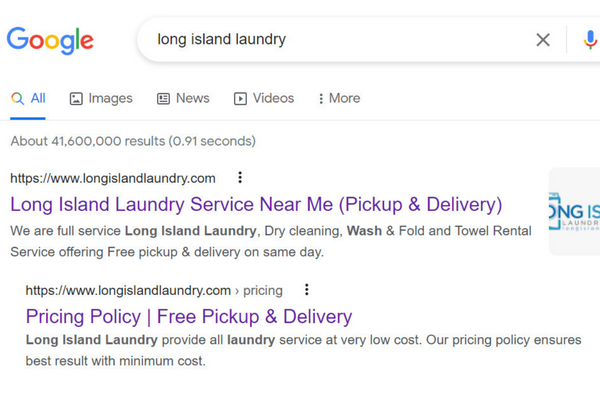 Google
long island laundry
All Images News Videos More
About 41,600,000 results (0.91 seconds)
https://www.longislandlaundry.com
Long Island Laundry Service Near Me (Pickup & Delivery)
We are full service Long Island Laundry, Dry cleaning, Wash & Fold and Towel Rental
Service offering Free pickup & delivery on same day.
ONG IS
LAUNDR
https://www.longislandlaundry.com › pricing
Pricing Policy | Free Pickup & Delivery
Long Island Laundry provide all laundry service at very low cost. Our pricing policy ensures
best result with minimum cost.